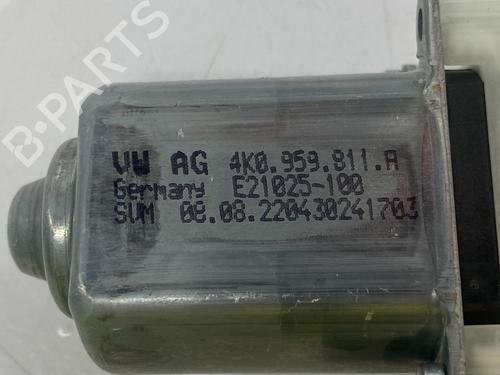 B-PARTS
VW AG 4K0.959.811.A
Germany E21025-100
SVM 08.08.220430241703